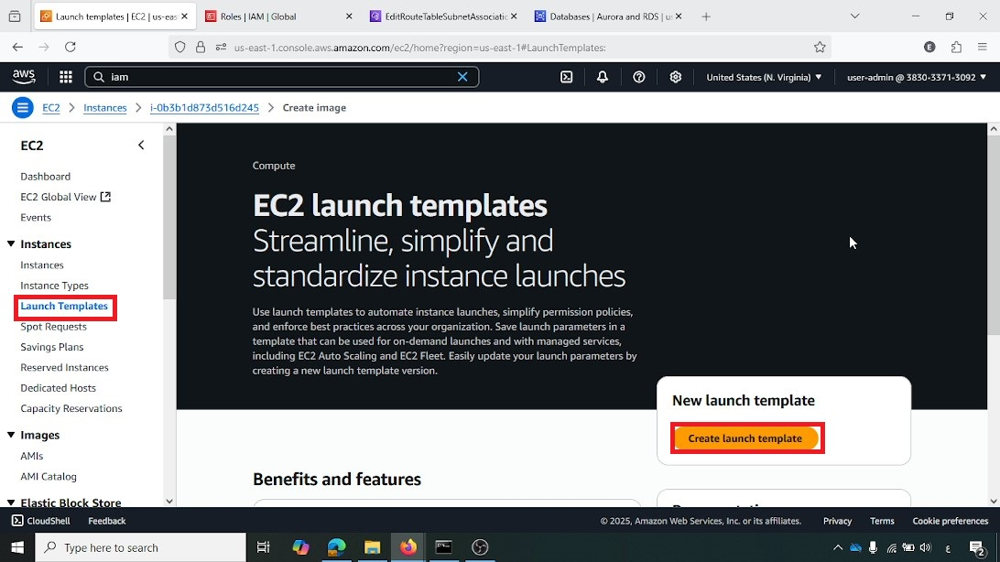 Launch templates | EC2 | us-eas
Roles | IAM | Global
EditRouteTableSubnetAssociatic
Databases | Aurora and RDS | us
us-east-1.console.aws.amazon.com/ec2/home?region=us-east-1#LaunchTemplates:
E
aws
iam
United States (N. Virginia)
user-admin @ 3830-3371-3092
EC2
Instances
i-0b3b1d873d516d245
Create image
EC2
Dashboard
EC2 Global View
Events
Instances
Instances
Instance Types
Launch Templates
Spot Requests
Savings Plans
Reserved Instances
Dedicated Hosts
Capacity Reservations
Images
AMIs
AMI Catalog
Elastic Block Store
Compute
EC2 launch templates
Streamline, simplify and
standardize instance launches
Use launch templates to automate instance launches, simplify permission policies,
and enforce best practices across your organization. Save launch parameters in a
template that can be used for on-demand launches and with managed services,
including EC2 Auto Scaling and EC2 Fleet. Easily update your launch parameters by
creating a new launch template version.
New launch template
Create launch template
Benefits and features
CloudShell
Feedback
© 2025, Amazon Web Services, Inc. or its affiliates.
Privacy
Terms
Cookie preferences
Type here to search
ع
2